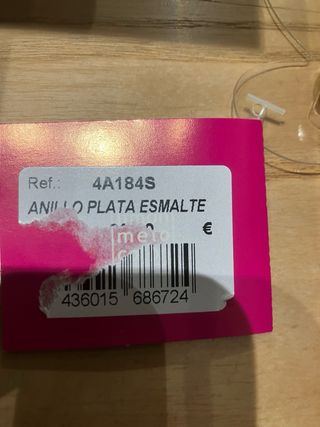 Ref.: 4A184S
ANILLO PLATA ESMALTE
€
436015 686724